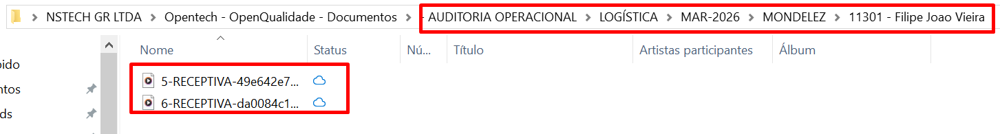 NSTECH GR LTDA > Opentech - OpenQualidade - Documentos > - AUDITORIA OPERACIONAL > LOGÍSTICA > MAR-2026 > MONDELEZ > 11301 - Filipe Joao Vieira
Nome Status Nú... Título Artistas participantes Álbum
pido
5-RECEPTIVA-49e642e7...
ntos
6-RECEPTIVA-da0084c1...
ds